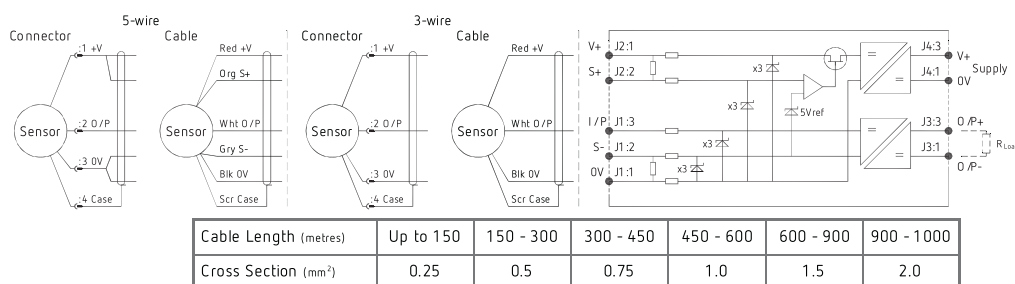 5-wire
3-wire
Connector
Cable
Connector
Cable
:1 +V
Red +V
:1 +V
Red +V
Org S+
Sensor
:2 O/P
Sensor
Wht O/P
Sensor
:2 O/P
Sensor
Wht O/P
Gry S-
:3 0V
Blk 0V
:3 0V
Blk 0V
:4 Case
Scr Case
:4 Case
Scr Case
V+ J2:1
J4:3 V+
Supply
S+ J2:2
x3
J4:1 0V
x3
5Vref
I/P J1:3
J3:3 O/P+
x3
R Loa
S- J1:2
J3:1
x3
O/P-
0V J1:1
Cable Length (metres) Up to 150 150 - 300 300 - 450 450 - 600 600 - 900 900 - 1000
Cross Section (mm²) 0.25 0.5 0.75 1.0 1.5 2.0